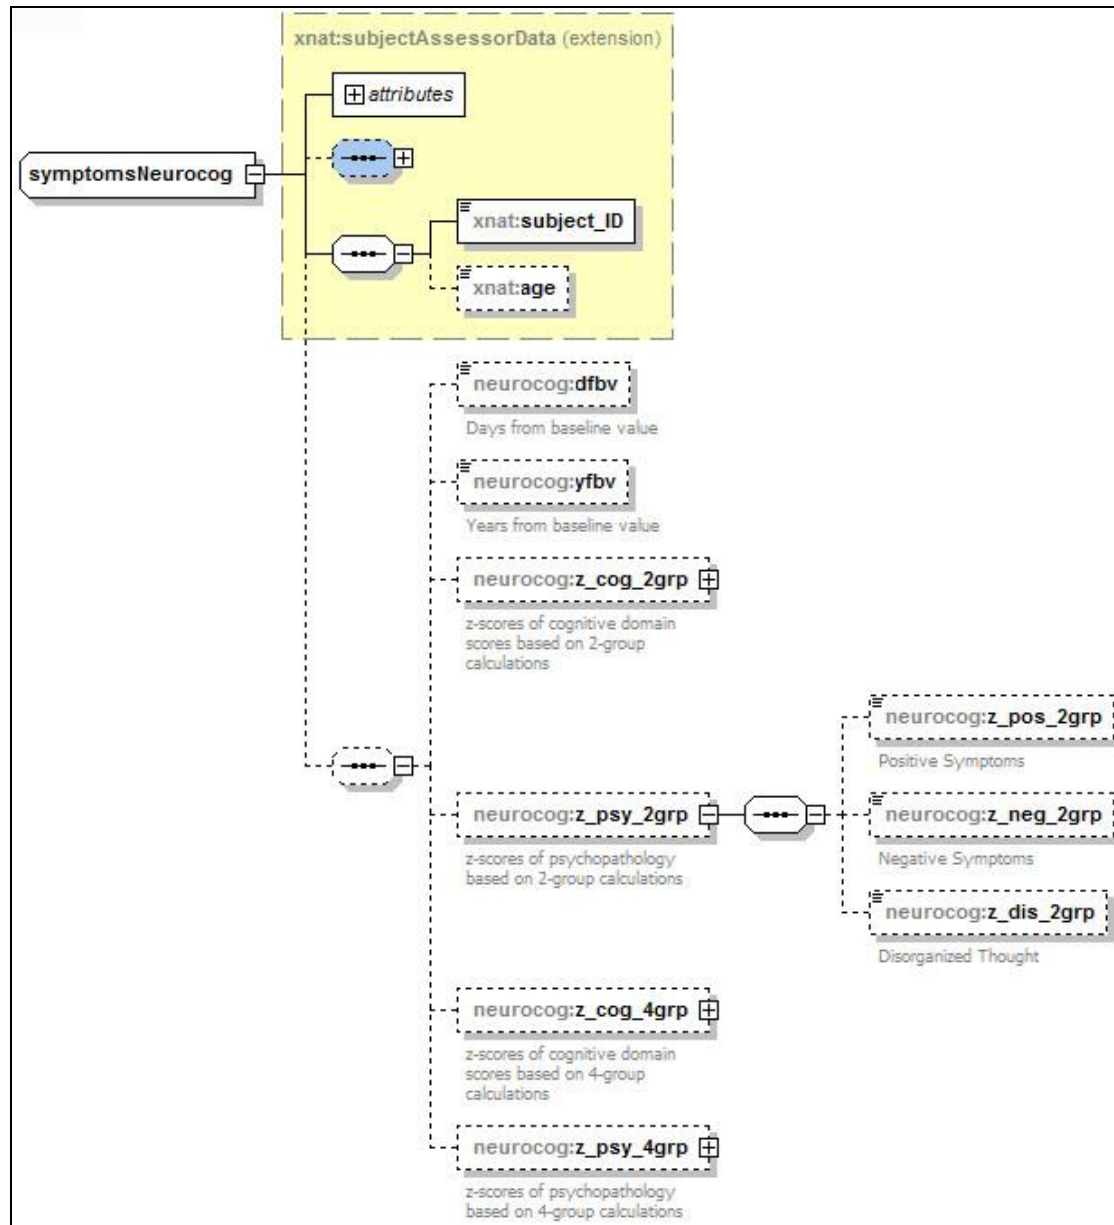 xnat:subjectAssessorData (extension)
attributes
symptomsNeurocog
xnat:subject_ID
xnat:age
neurocog:dfbv
Days from baseline value
neurocog:yfbv
Years from baseline value
neurocog:z_cog_2grp
z-scores of cognitive domain
scores based on 2-group
calculations
neurocog:z_psy_2grp
z-scores of psychopathology
based on 2-group calculations
neurocog:z_pos_2grp
Positive Symptoms
neurocog:z_neg_2grp
Negative Symptoms
neurocog:z_dis_2grp
Disorganized Thought
neurocog:z_cog_4grp
z-scores of cognitive domain
scores based on 4-group
calculations
neurocog:z_psy_4grp
z-scores of psychopathology
based on 4-group calculations